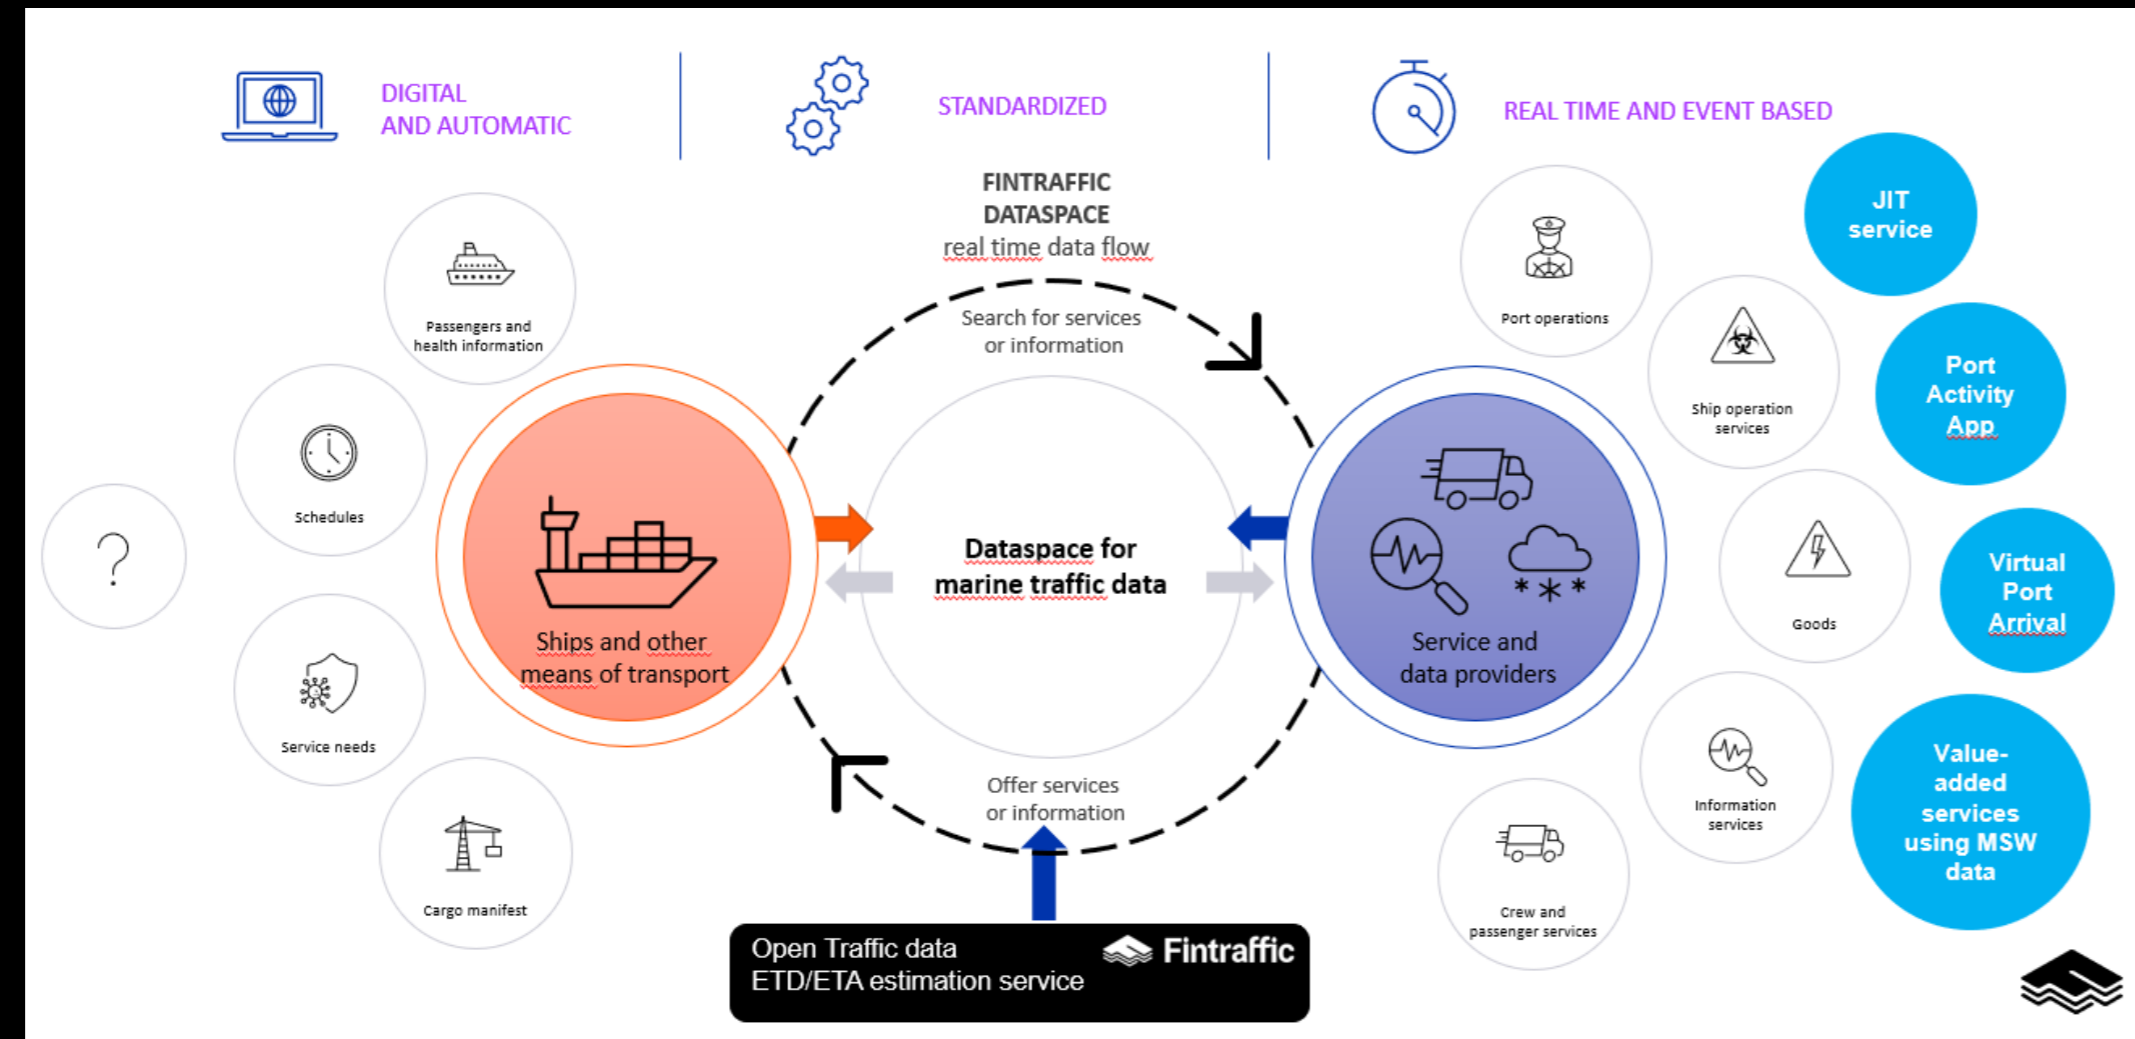 DIGITAL
AND AUTOMATIC
STANDARDIZED
REAL TIME AND EVENT BASED
FINTRAFFIC
DATASPACE
real time data flow
Search for services
or information
Passengers and
health information
Schedules
?
Service needs
Cargo manifest
Ships and other
means of transport
Dataspace for
marine traffic data
Service and
data providers
Offer services
or information
Open Traffic data
ETD/ETA estimation service
Fintraffic
Port operations
Ship operation
services
Goods
Information
services
Crew and
passenger services
JIT
service
Port
Activity
App
Virtual
Port
Arrival
Value-
added
services
using MSW
data